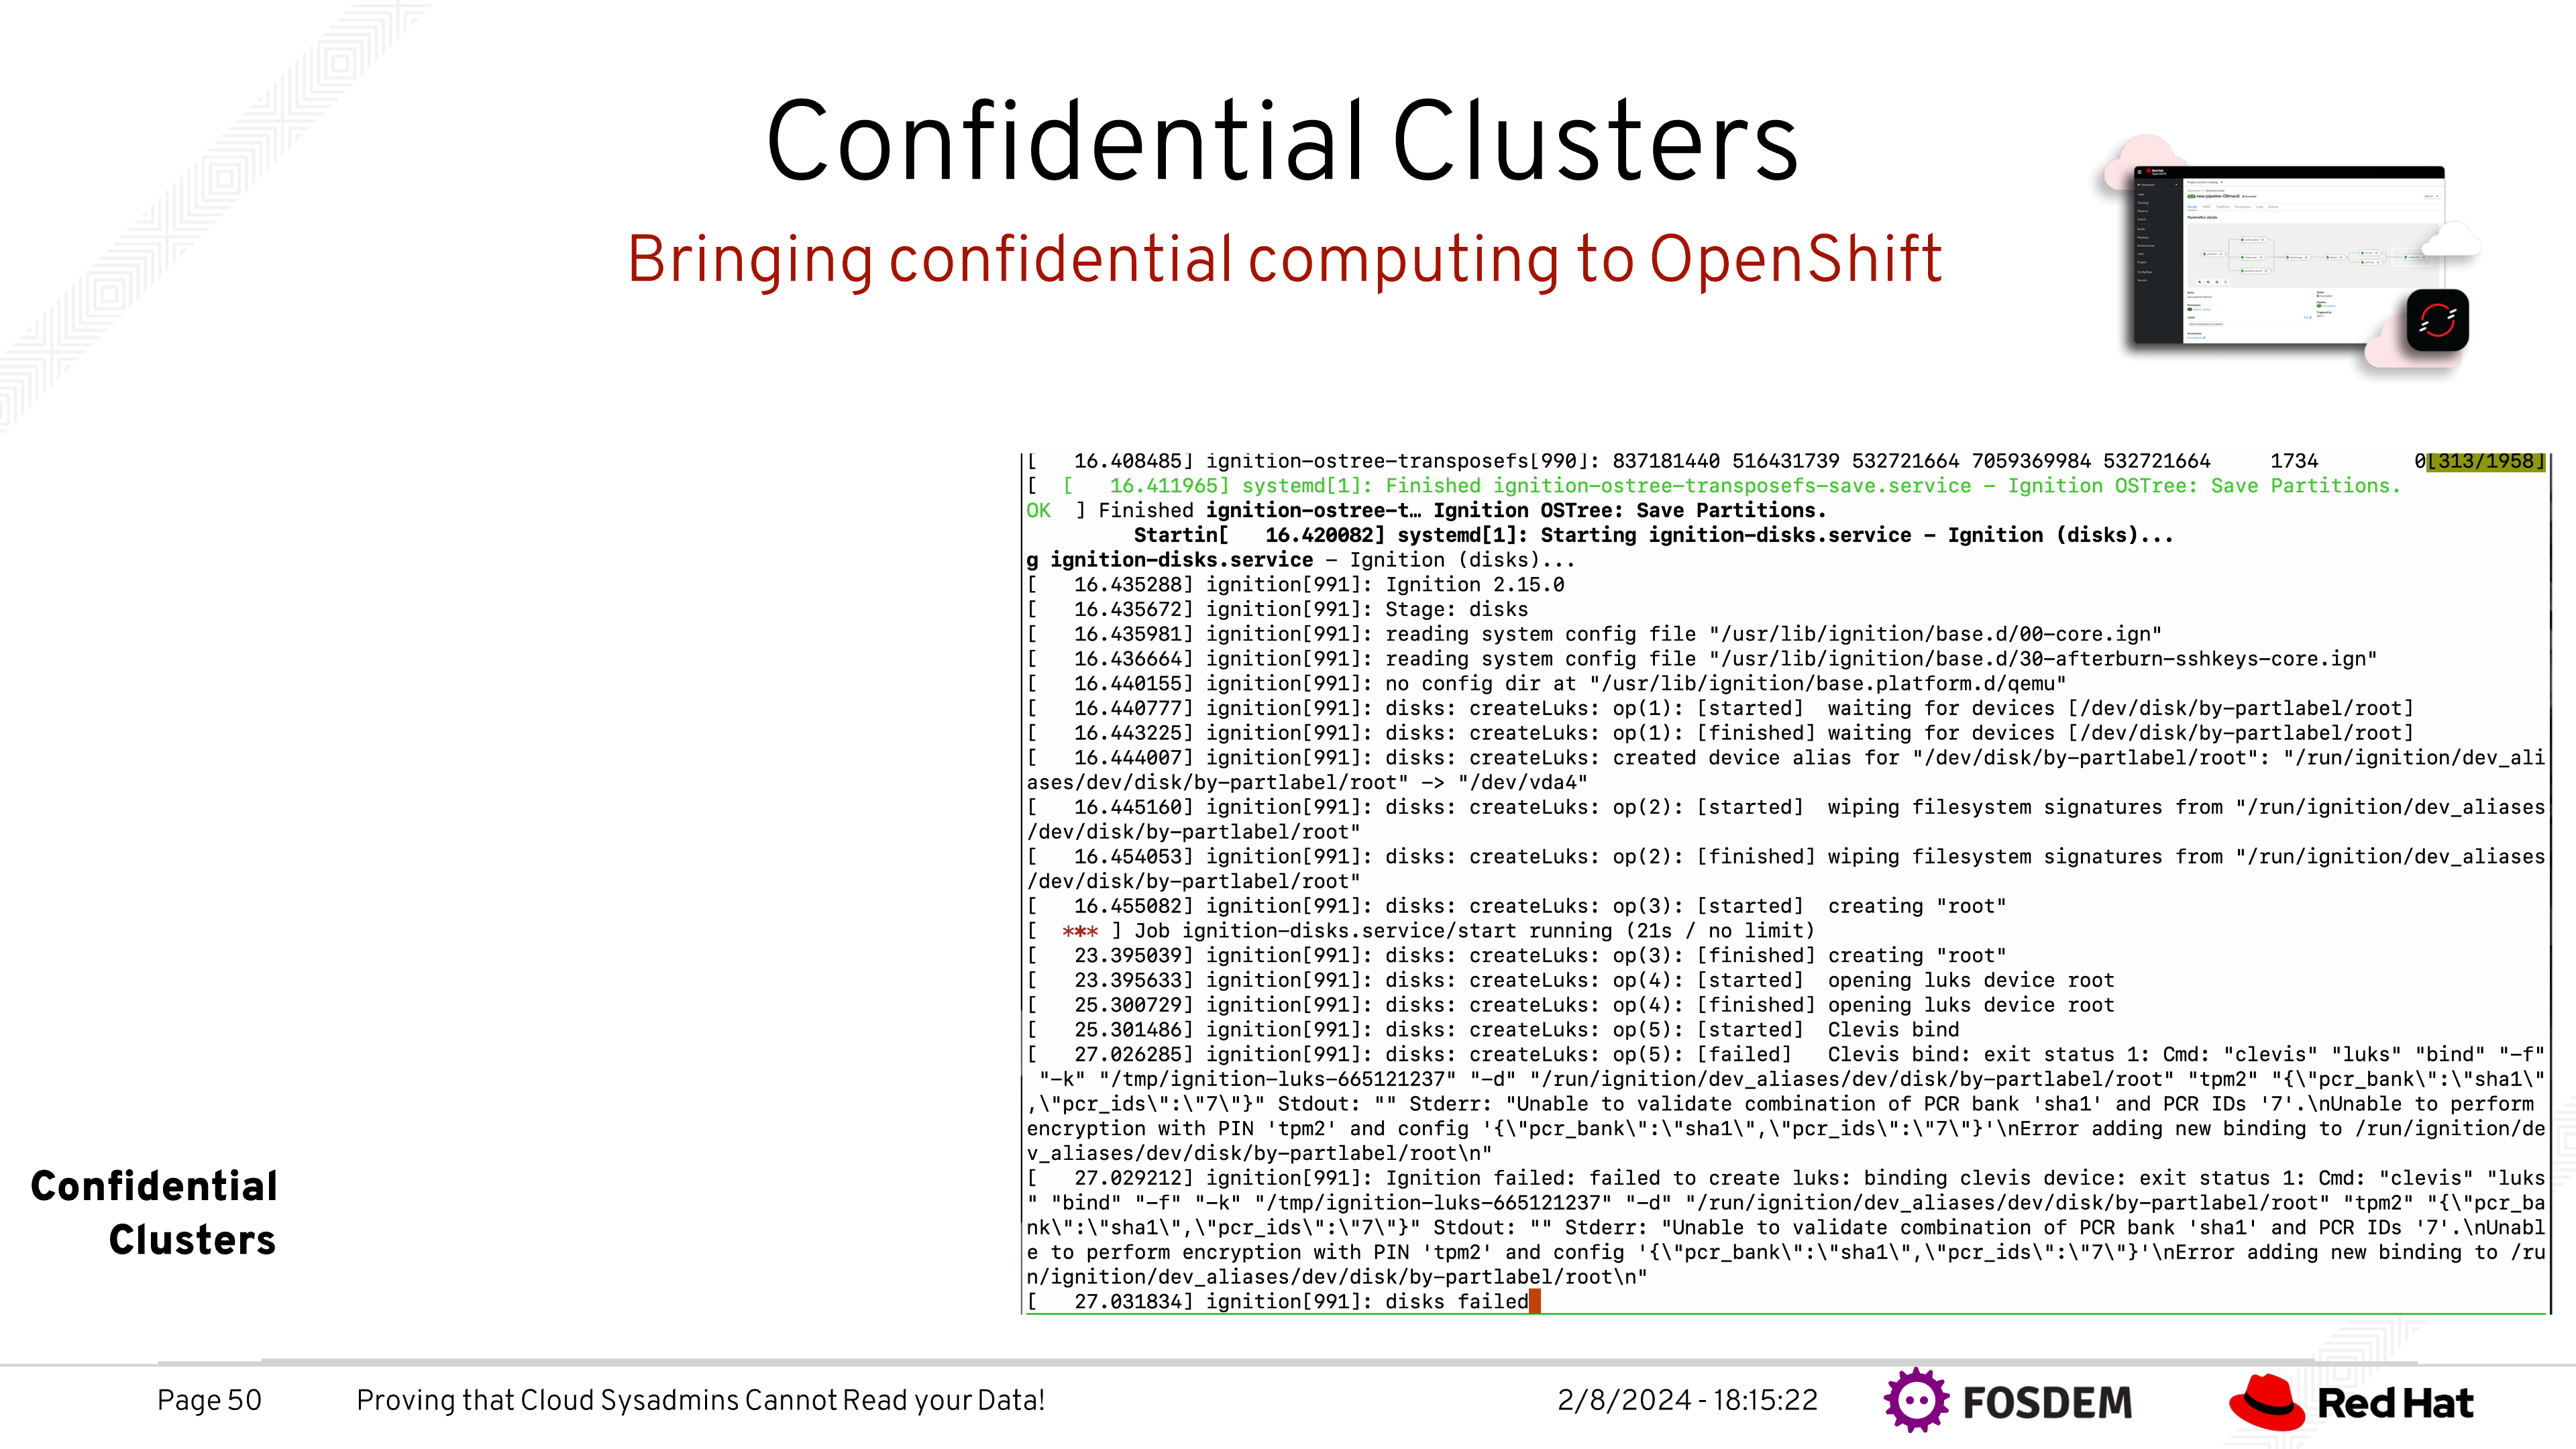 Confidential Clusters
Bringing confidential computing to OpenShift
[   16.408485] ignition-ostree-transposefs[990]: 837181440 516431739 532721664 7059369984 532721664     1734        0[313/1958]
[  [   16.411965] systemd[1]: Finished ignition-ostree-transposefs-save.service – Ignition OSTree: Save Partitions.
OK  ] Finished ignition-ostree-t… Ignition OSTree: Save Partitions.
         Startin[   16.420082] systemd[1]: Starting ignition-disks.service – Ignition (disks)...
g ignition-disks.service – Ignition (disks)...
[   16.435288] ignition[991]: Ignition 2.15.0
[   16.435672] ignition[991]: Stage: disks
[   16.435981] ignition[991]: reading system config file "/usr/lib/ignition/base.d/00-core.ign"
[   16.436664] ignition[991]: reading system config file "/usr/lib/ignition/base.d/30-afterburn-sshkeys-core.ign"
[   16.440155] ignition[991]: no config dir at "/usr/lib/ignition/base.platform.d/qemu"
[   16.440777] ignition[991]: disks: createLuks: op(1): [started]  waiting for devices [/dev/disk/by-partlabel/root]
[   16.443225] ignition[991]: disks: createLuks: op(1): [finished] waiting for devices [/dev/disk/by-partlabel/root]
[   16.444007] ignition[991]: disks: createLuks: created device alias for "/dev/disk/by-partlabel/root": "/run/ignition/dev_ali
ases/dev/disk/by-partlabel/root" -> "/dev/vda4"
[   16.445160] ignition[991]: disks: createLuks: op(2): [started]  wiping filesystem signatures from "/run/ignition/dev_aliases
/dev/disk/by-partlabel/root"
[   16.454053] ignition[991]: disks: createLuks: op(2): [finished] wiping filesystem signatures from "/run/ignition/dev_aliases
/dev/disk/by-partlabel/root"
[   16.455082] ignition[991]: disks: createLuks: op(3): [started]  creating "root"
[  *** ] Job ignition-disks.service/start running (21s / no limit)
[   23.395039] ignition[991]: disks: createLuks: op(3): [finished] creating "root"
[   23.395633] ignition[991]: disks: createLuks: op(4): [started]  opening luks device root
[   25.300729] ignition[991]: disks: createLuks: op(4): [finished] opening luks device root
[   25.301486] ignition[991]: disks: createLuks: op(5): [started]  Clevis bind
[   27.026285] ignition[991]: disks: createLuks: op(5): [failed]   Clevis bind: exit status 1: Cmd: "clevis" "luks" "bind" "-f"
 "-k" "/tmp/ignition-luks-665121237" "-d" "/run/ignition/dev_aliases/dev/disk/by-partlabel/root" "tpm2" "{\"pcr_bank\":\"sha1\"
,\"pcr_ids\":\"7\"}" Stdout: "" Stderr: "Unable to validate combination of PCR bank 'sha1' and PCR IDs '7'.\nUnable to perform
encryption with PIN 'tpm2' and config '{\"pcr_bank\":\"sha1\",\"pcr_ids\":\"7\"}'\nError adding new binding to /run/ignition/de
v_aliases/dev/disk/by-partlabel/root\n"
[   27.029212] ignition[991]: Ignition failed: failed to create luks: binding clevis device: exit status 1: Cmd: "clevis" "luks
" "bind" "-f" "-k" "/tmp/ignition-luks-665121237" "-d" "/run/ignition/dev_aliases/dev/disk/by-partlabel/root" "tpm2" "{\"pcr_ba
nk\":\"sha1\",\"pcr_ids\":\"7\"}" Stdout: "" Stderr: "Unable to validate combination of PCR bank 'sha1' and PCR IDs '7'.\nUnabl
e to perform encryption with PIN 'tpm2' and config '{\"pcr_bank\":\"sha1\",\"pcr_ids\":\"7\"}'\nError adding new binding to /ru
n/ignition/dev_aliases/dev/disk/by-partlabel/root\n"
[   27.031834] ignition[991]: disks failed
Confidential
Clusters
Page 50
Proving that Cloud Sysadmins Cannot Read your Data!
2/8/2024 - 18:15:22
FOSDEM
Red Hat